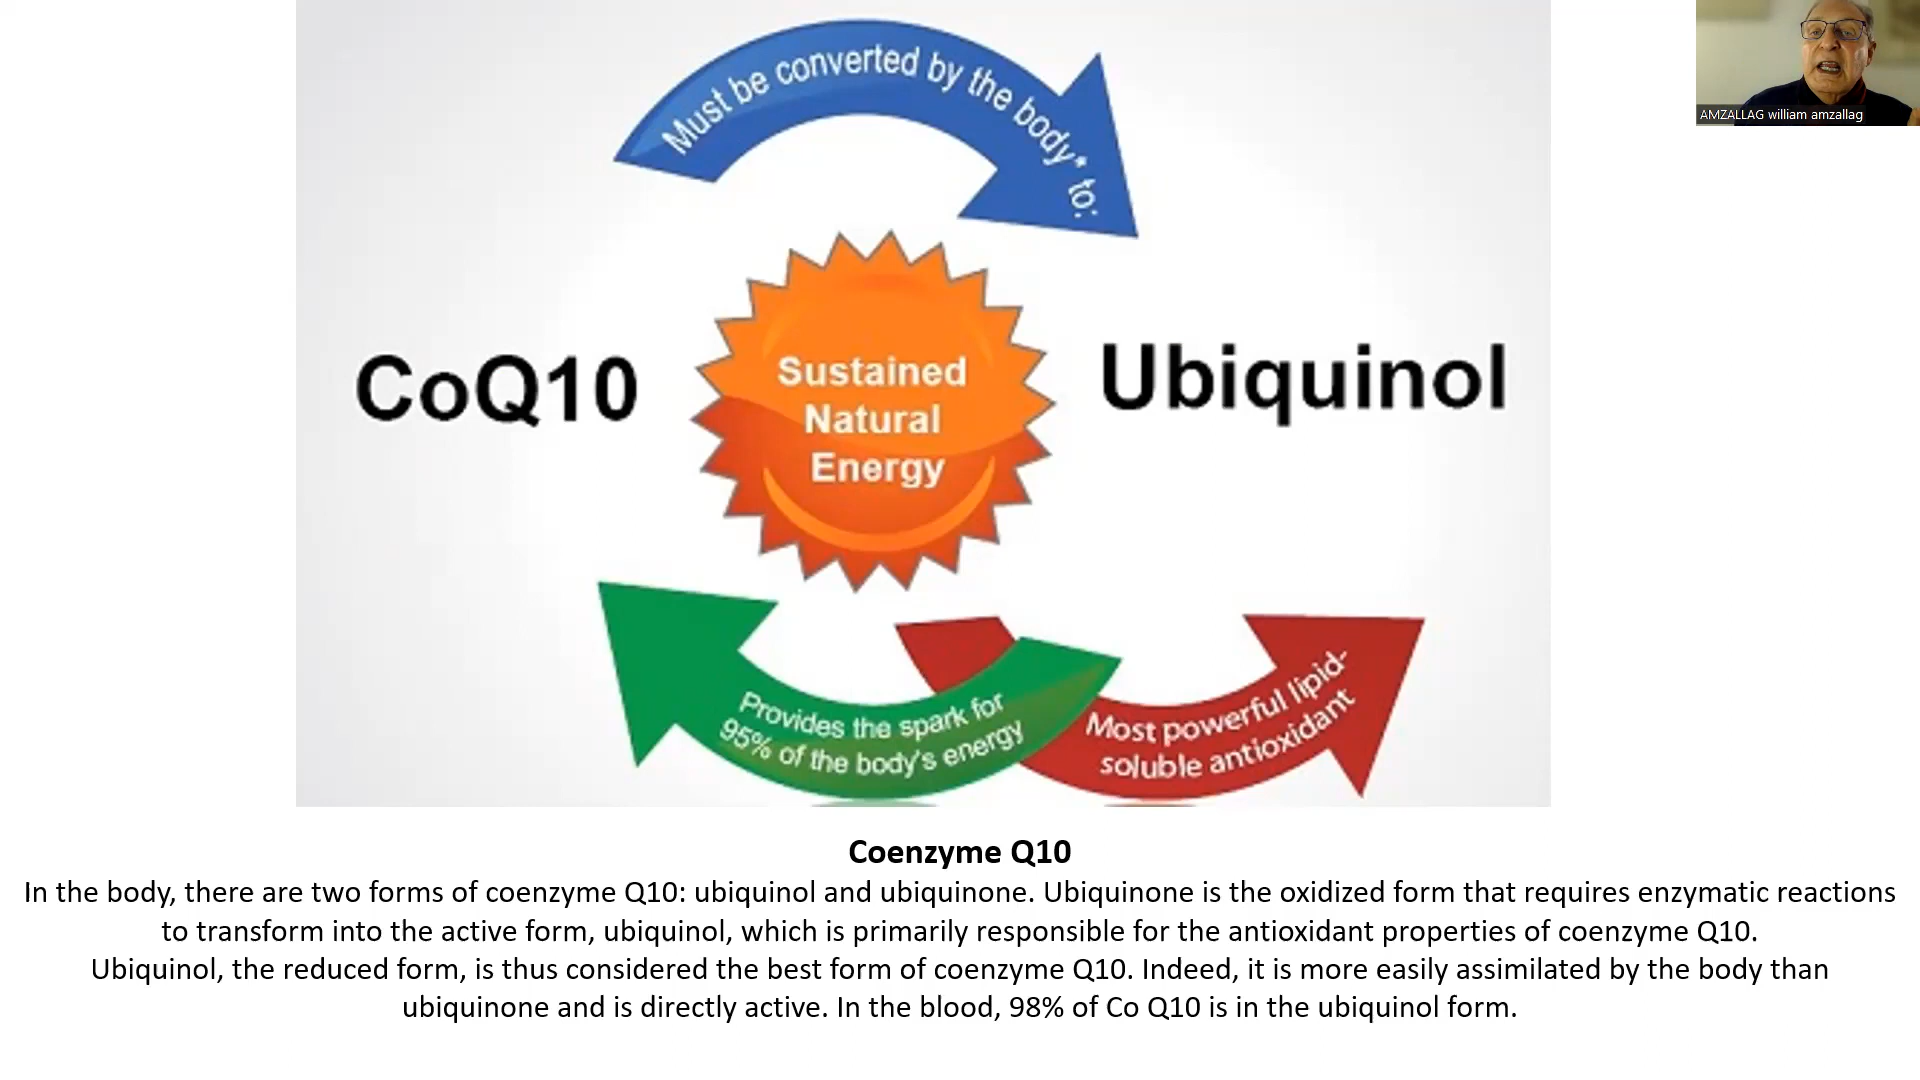 Must be converted by the body* to:
AMZALLAG william amzallag
CoQ10
Sustained
Natural
Energy
Ubiquinol
Provides the spark for
95% of the body's energy
Most powerful lipid-
soluble antioxidant
Coenzyme Q10
In the body, there are two forms of coenzyme Q10: ubiquinol and ubiquinone. Ubiquinone is the oxidized form that requires enzymatic reactions
to transform into the active form, ubiquinol, which is primarily responsible for the antioxidant properties of coenzyme Q10.
Ubiquinol, the reduced form, is thus considered the best form of coenzyme Q10. Indeed, it is more easily assimilated by the body than
ubiquinone and is directly active. In the blood, 98% of Co Q10 is in the ubiquinol form.